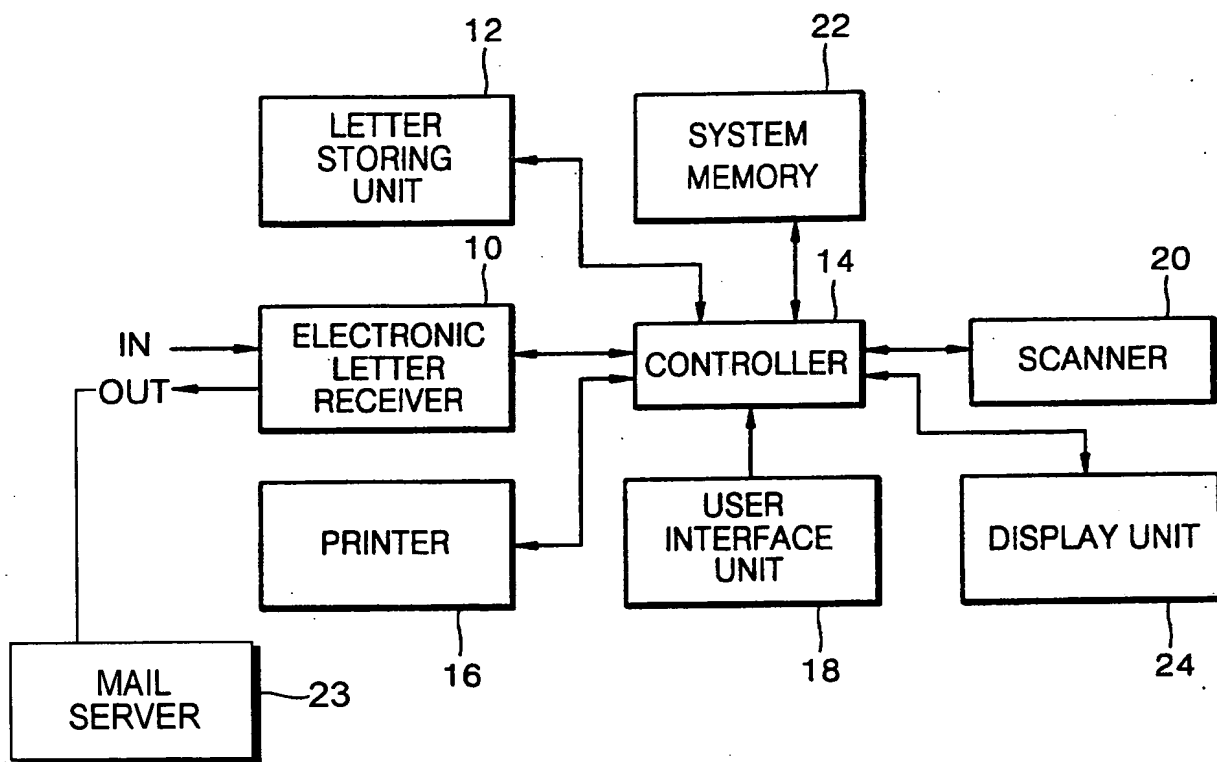 12
22
LETTER
STORING
UNIT
SYSTEM
MEMORY
10
14
20
IN
OUT
ELECTRONIC
LETTER
RECEIVER
CONTROLLER
SCANNER
PRINTER
USER
INTERFACE
UNIT
DISPLAY UNIT
16
18
24
MAIL
SERVER
23